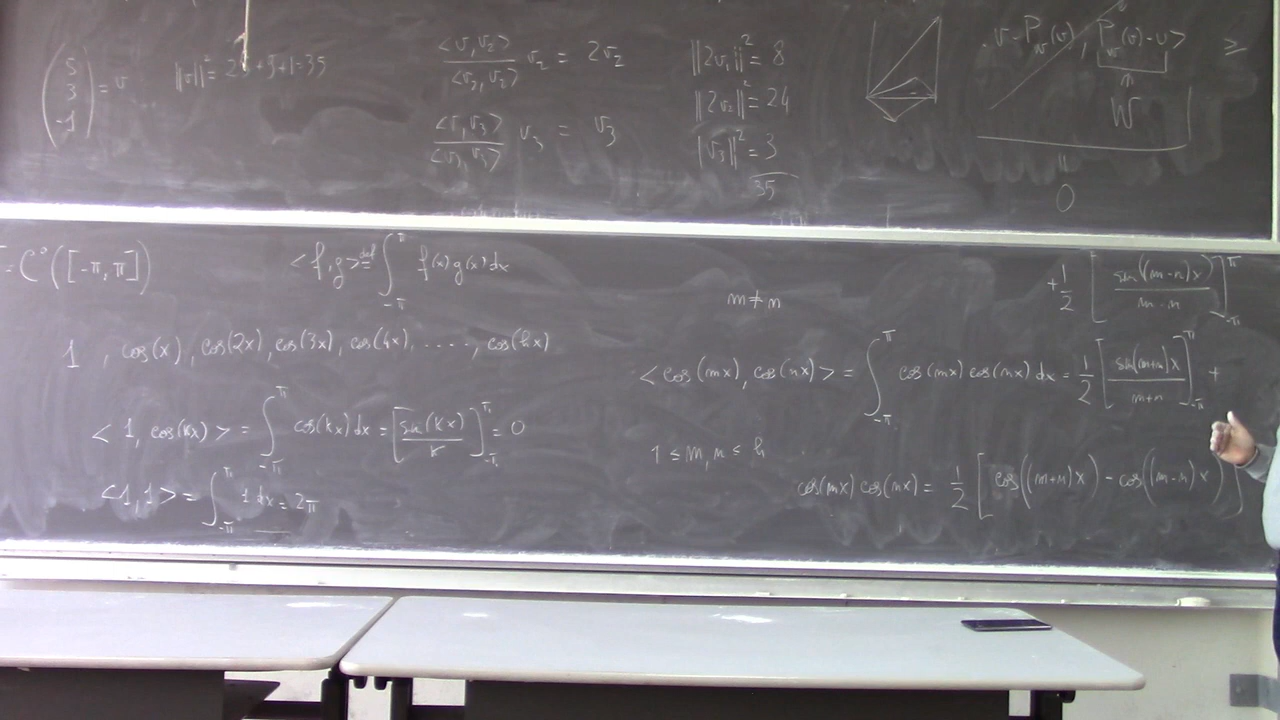 (5 3 -1) = v
||v||² = 25+9+1=35
<v, v₂> / <v₂, v₂> v₂ = 2v₂
<v, v₃> / <v₃, v₃> v₃ = v₃
||2v₁||² = 8
||2v₂||² = 24
||v₃||² = 3
35
v - P_W(v), P_W(v) - u> ≥
W
=
0
= C⁰([-π, π])
<f, g> def= ∫_{-π}^{π} f(x) g(x) dx
1, cos(x), cos(2x), cos(3x), cos(4x), ....., cos(hx)
<1, cos(kx)> = ∫_{-π}^{π} cos(kx) dx = [sin(kx)/k]_{-π}^{π} = 0
<1, 1> = ∫_{-π}^{π} 1 dx = 2π
m ≠ n
+ 1/2 [sin((m-n)x)/(m-n)]_{-π}^{π}
<cos(mx), cos(nx)> = ∫_{-π}^{π} cos(mx) cos(nx) dx = 1/2 [sin(m+n)x/(m+n)]_{-π}^{π} +
1 ≤ m, n ≤ h
cos(mx) cos(nx) = 1/2 [cos((m+n)x) - cos((m-n)x)]